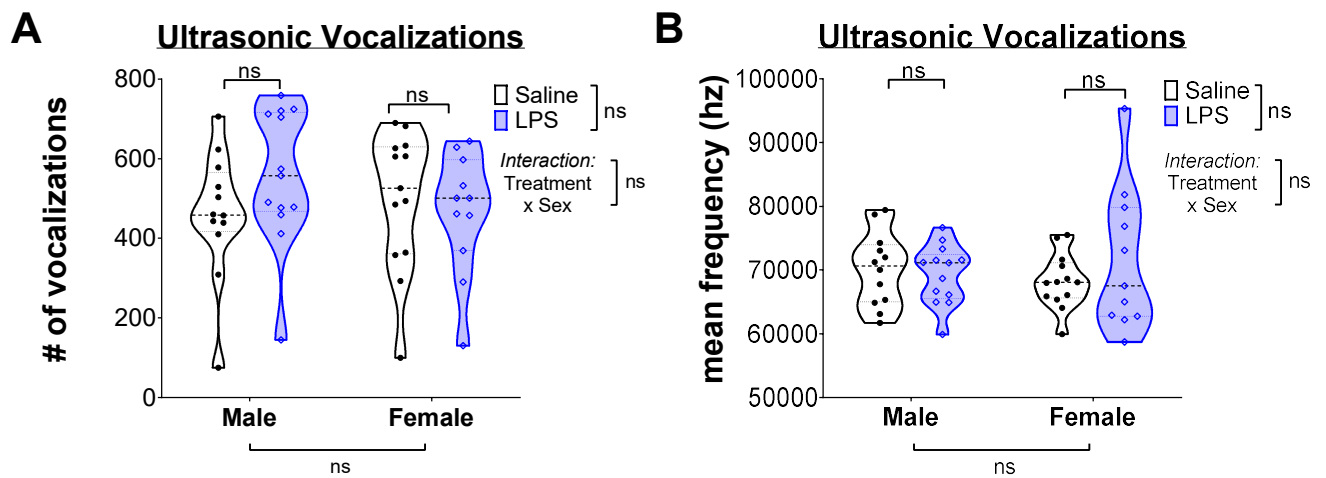 A
Ultrasonic Vocalizations
# of vocalizations
800
600
400
200
0
ns
ns
Saline
LPS
ns
Interaction:
Treatment
x Sex
ns
Male
Female
ns
B
Ultrasonic Vocalizations
mean frequency (hz)
100000
90000
80000
70000
60000
50000
ns
ns
Saline
LPS
ns
Interaction:
Treatment
x Sex
ns
Male
Female
ns